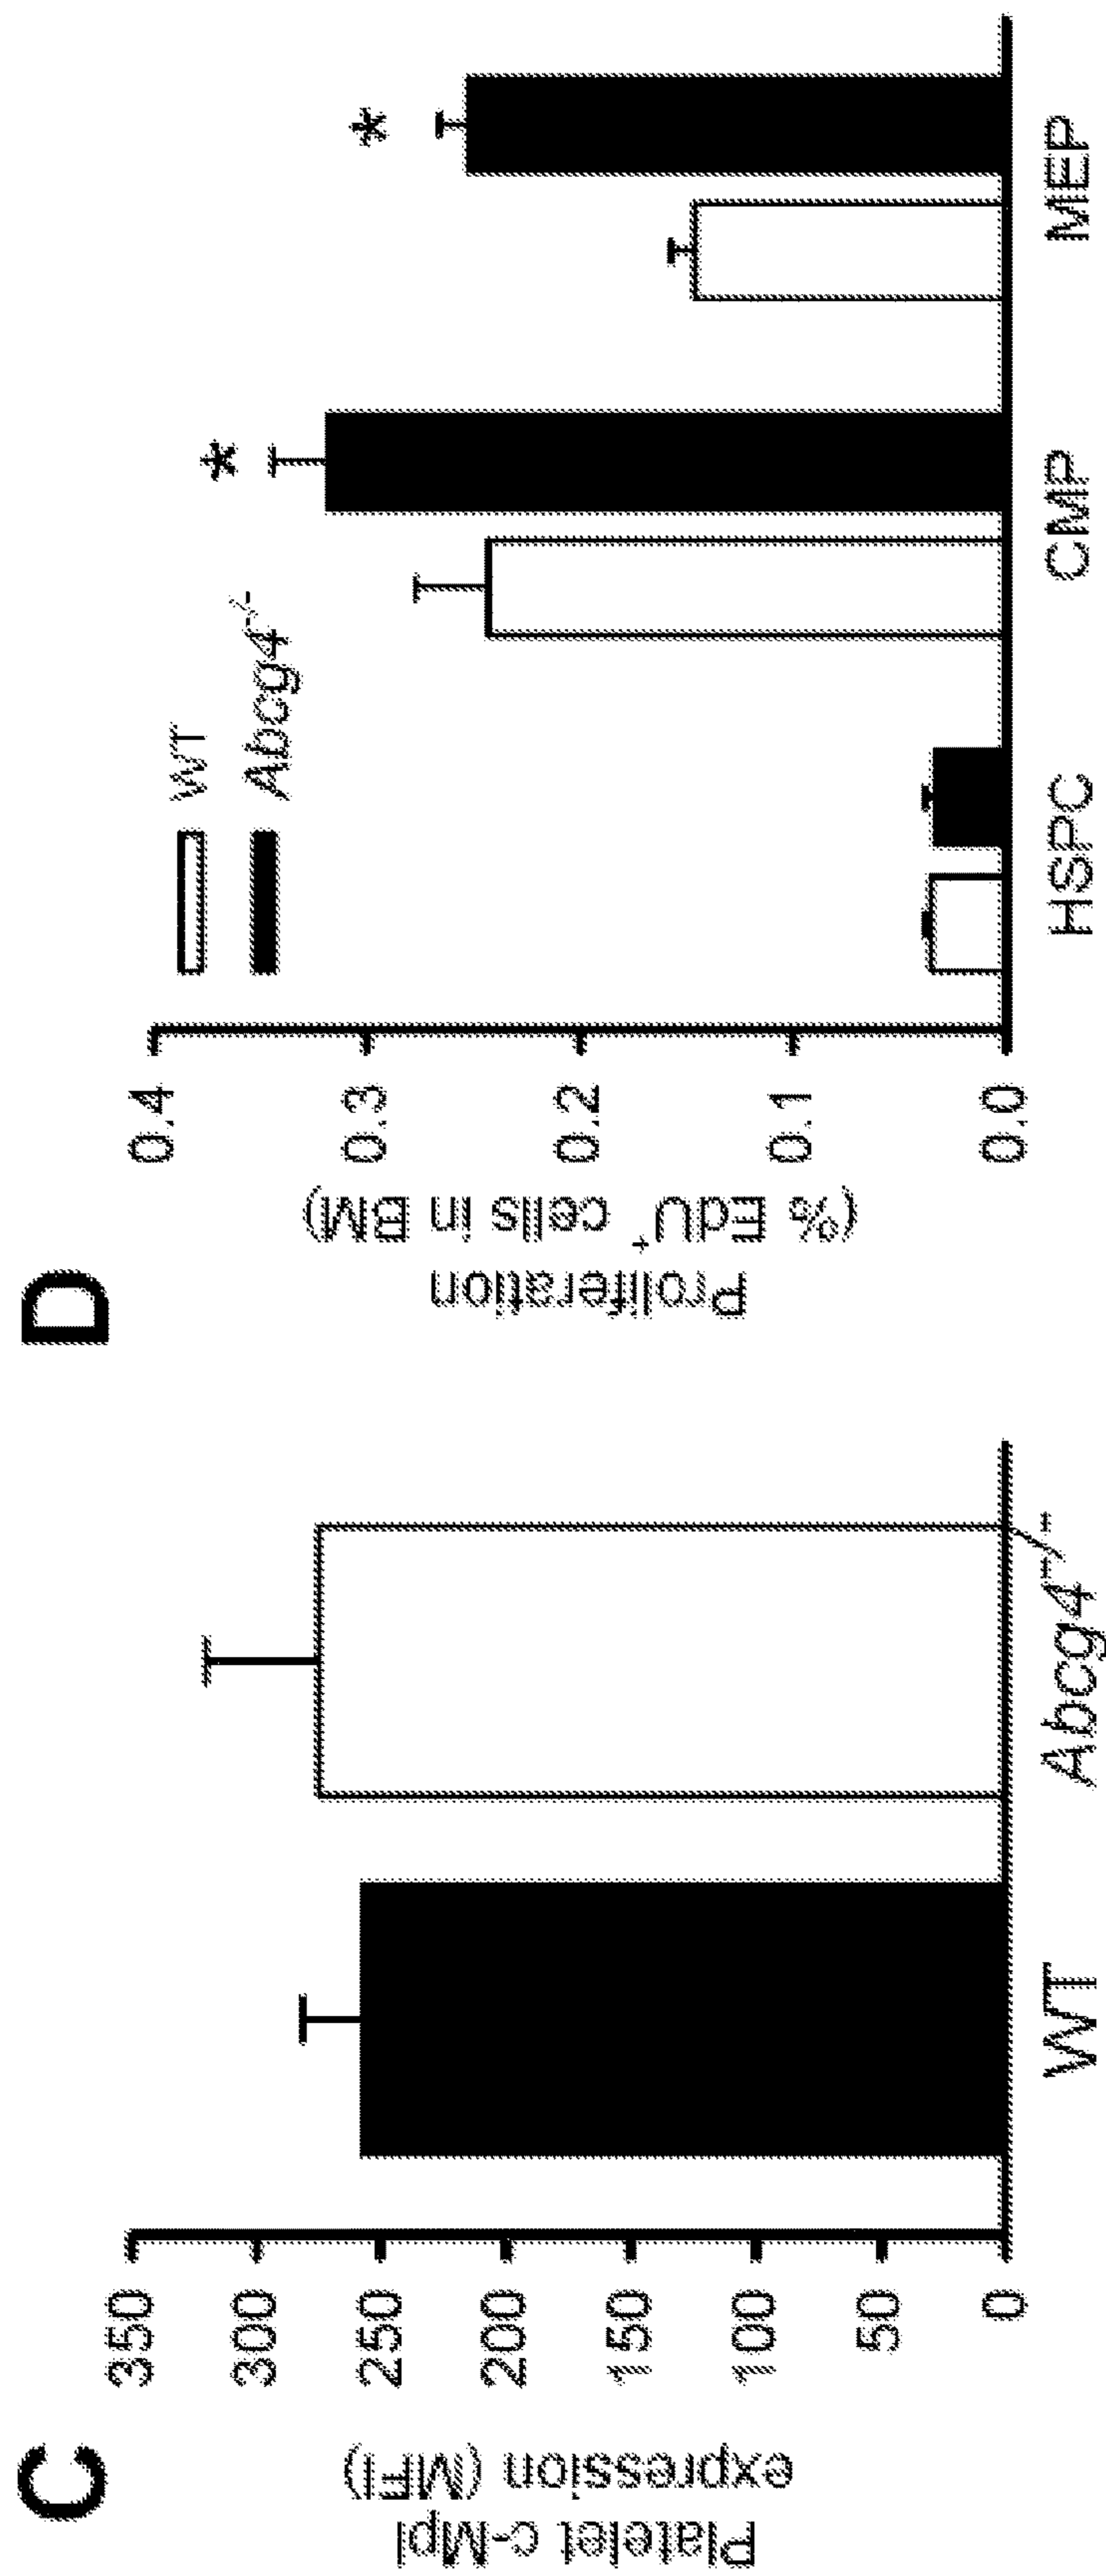 C
Platelet c-Mpl
expression (MFI)
350
300
250
200
150
100
50
0
WT
Abcg4⁻/⁻
D
Proliferation
(% EdU⁺ cells in BM)
0.4
0.3
0.2
0.1
0.0
WT
Abcg4⁻/⁻
*
*
HSPC
CMP
MEP